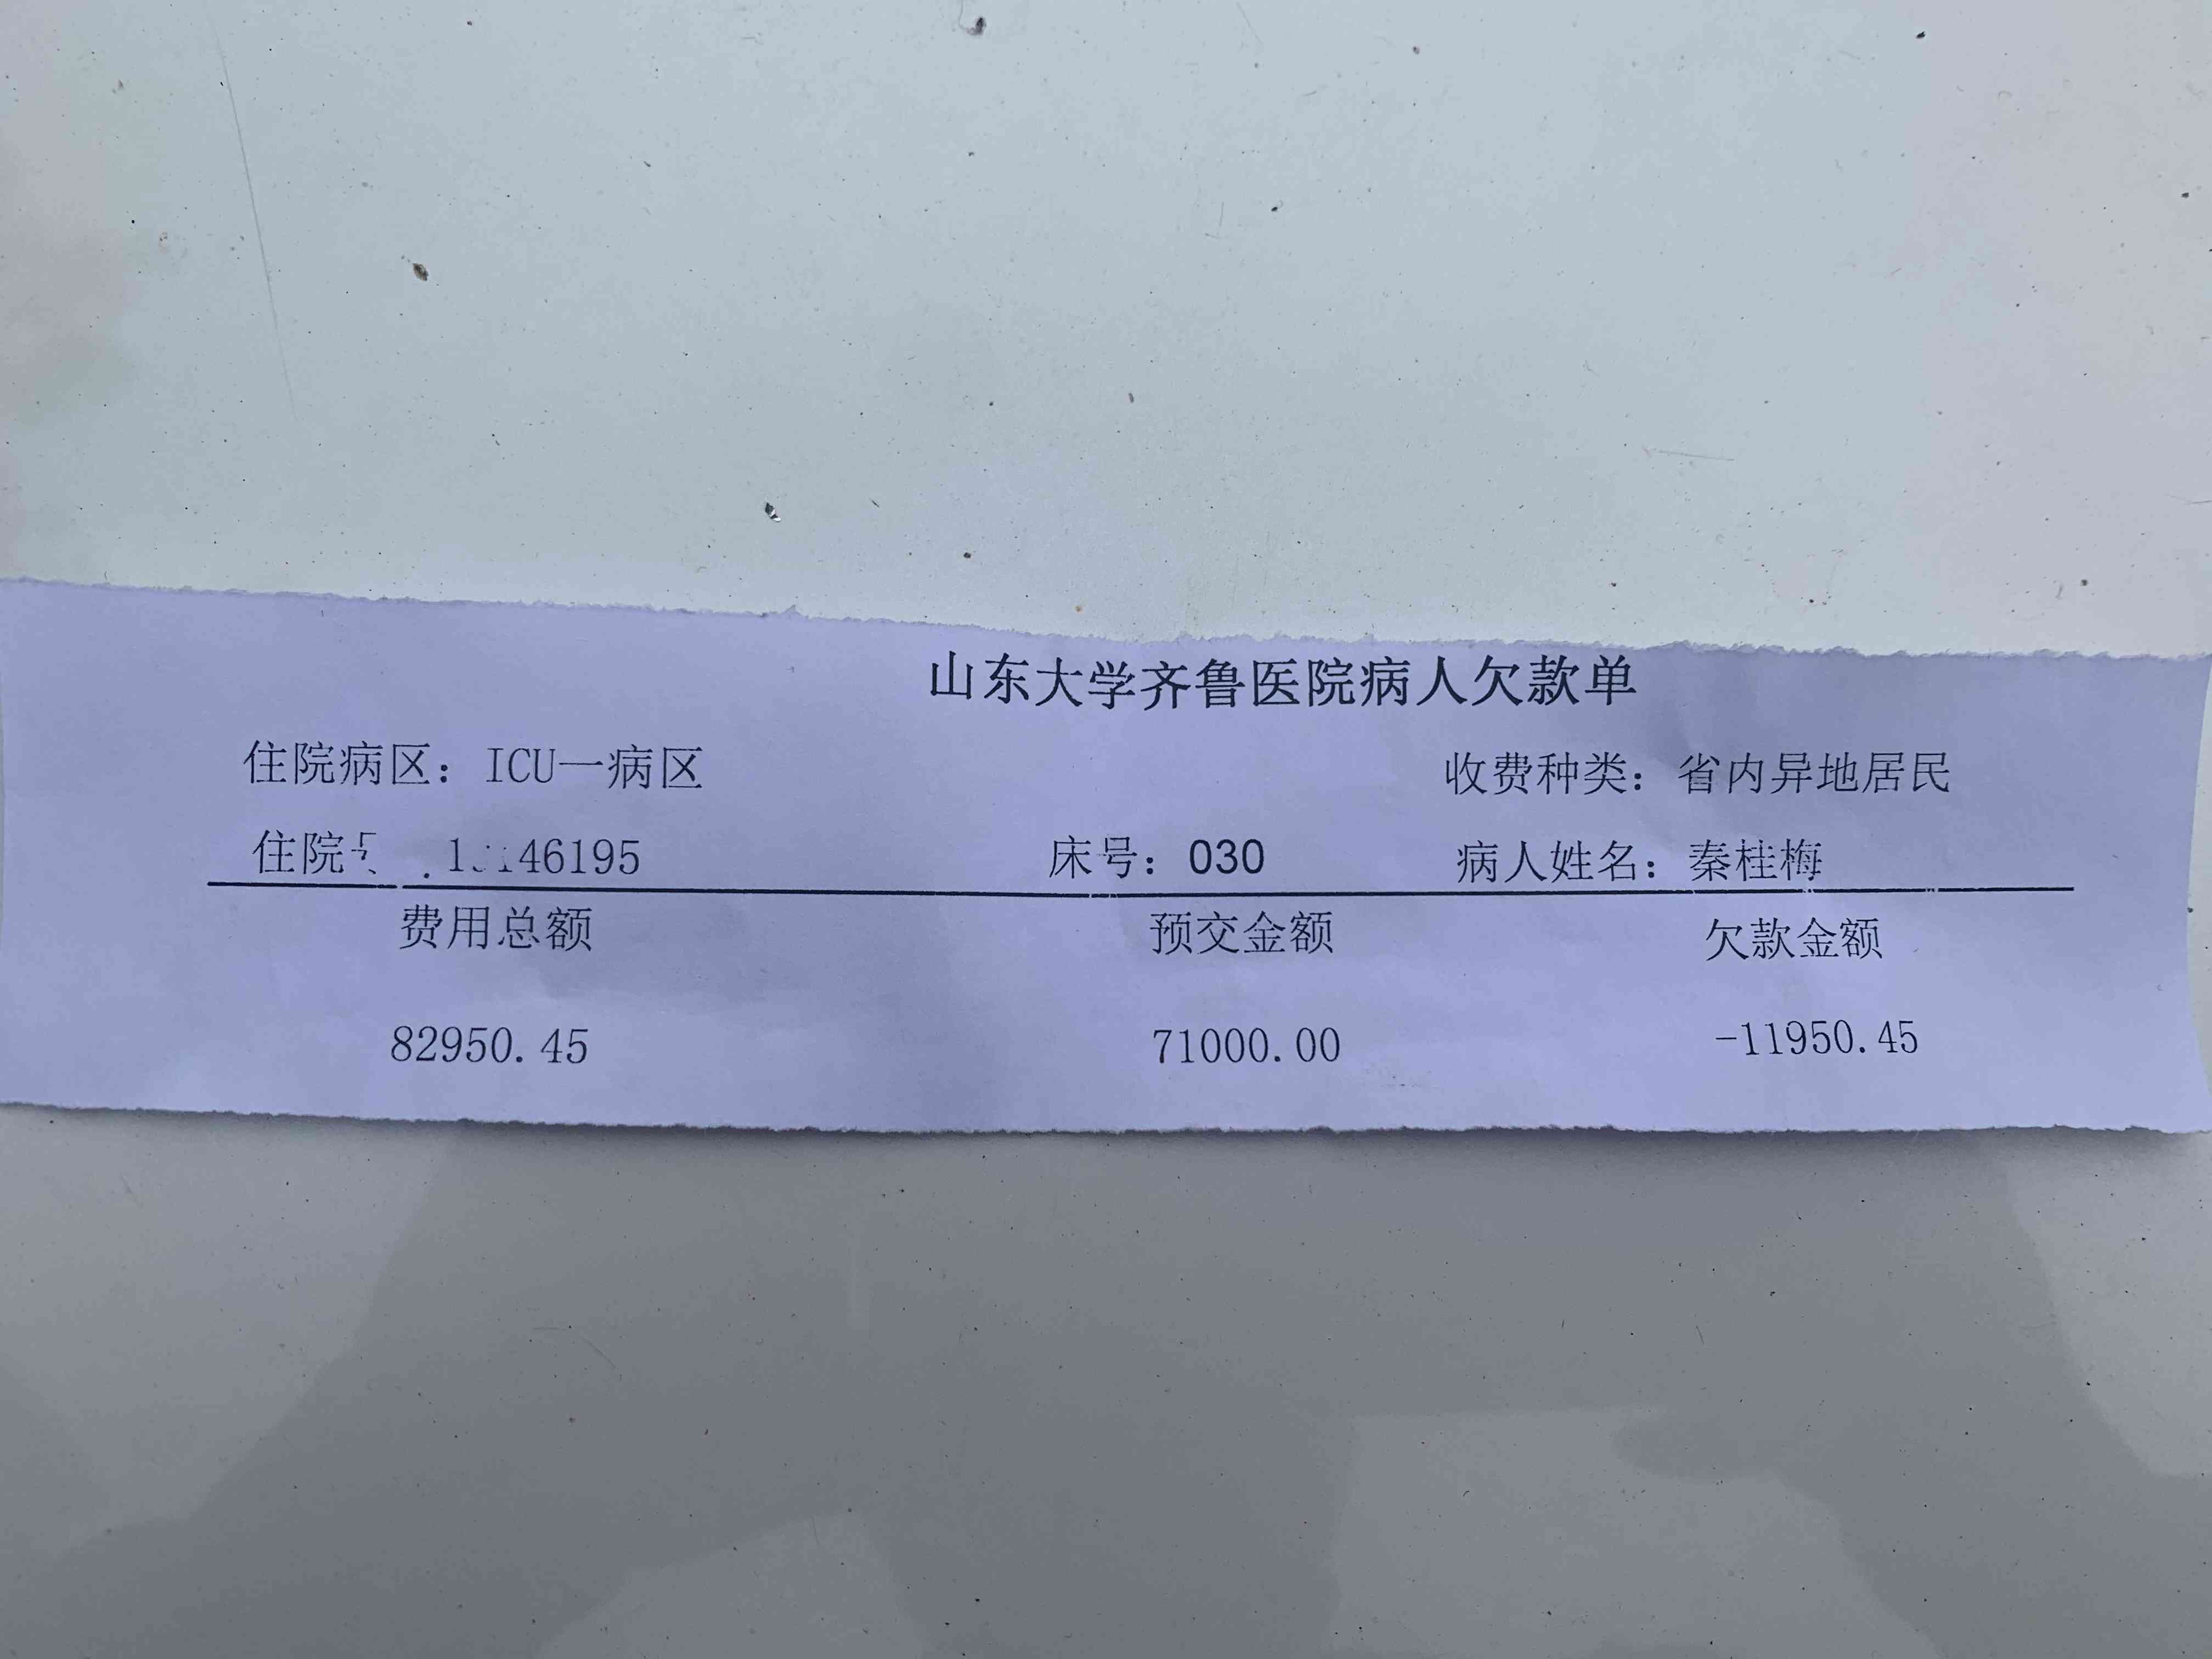 山东大学齐鲁医院病人欠款单
住院病区：ICU一病区 收费种类：省内异地居民
住院 46195 床号：030 病人姓名：秦桂梅
费用总额 预交金额 欠款金额
82950.45 71000.00 -11950.45